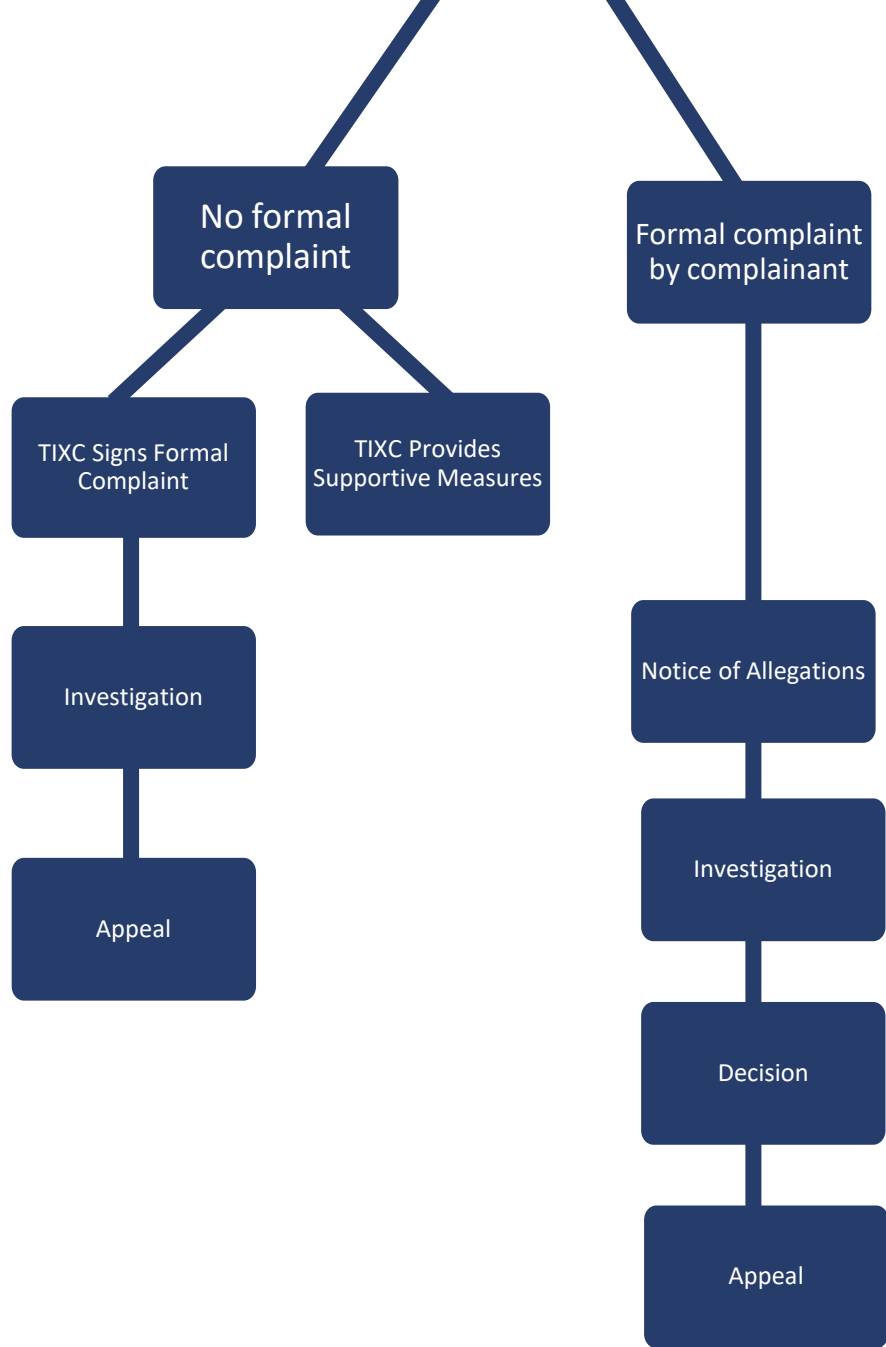 No formal
complaint
Formal complaint
by complainant
TIXC Signs Formal
Complaint
TIXC Provides
Supportive Measures
Notice of Allegations
Investigation
Investigation
Appeal
Decision
Appeal